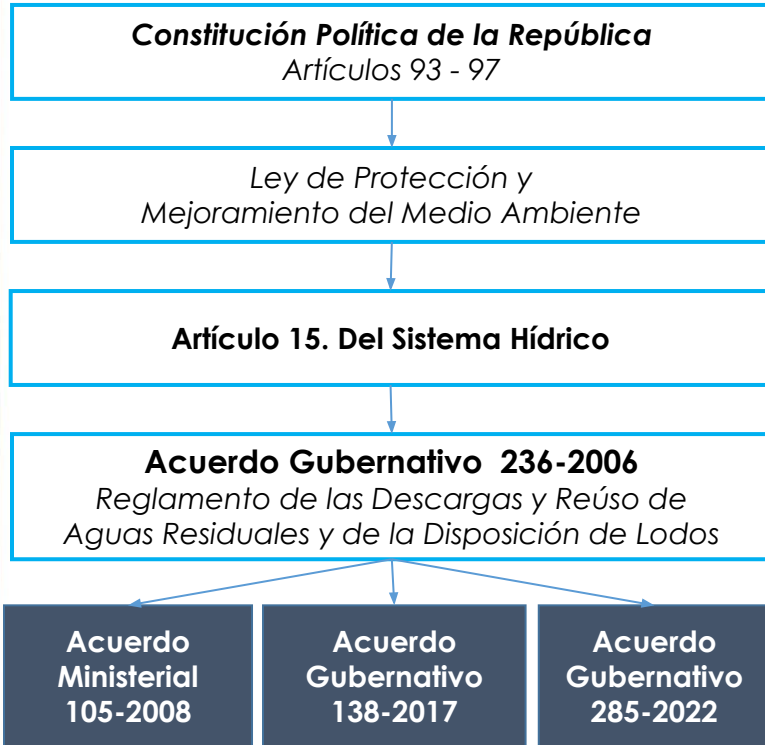 Constitución Política de la República
Artículos 93 - 97
Ley de Protección y
Mejoramiento del Medio Ambiente
Artículo 15. Del Sistema Hídrico
Acuerdo Gubernativo 236-2006
Reglamento de las Descargas y Reúso de
Aguas Residuales y de la Disposición de Lodos
Acuerdo
Ministerial
105-2008
Acuerdo
Gubernativo
138-2017
Acuerdo
Gubernativo
285-2022